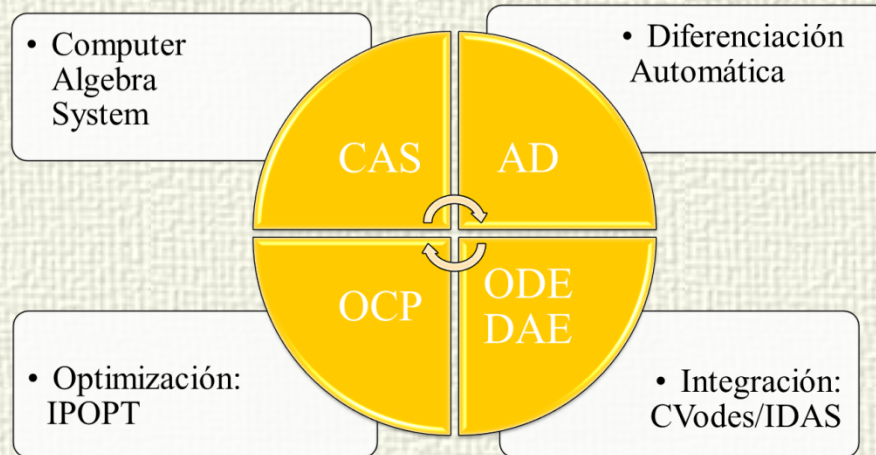 • Computer
Algebra
System
• Diferenciación
Automática
CAS
AD
OCP
ODE
DAE
• Optimización:
IPOPT
• Integración:
CVodes/IDAS